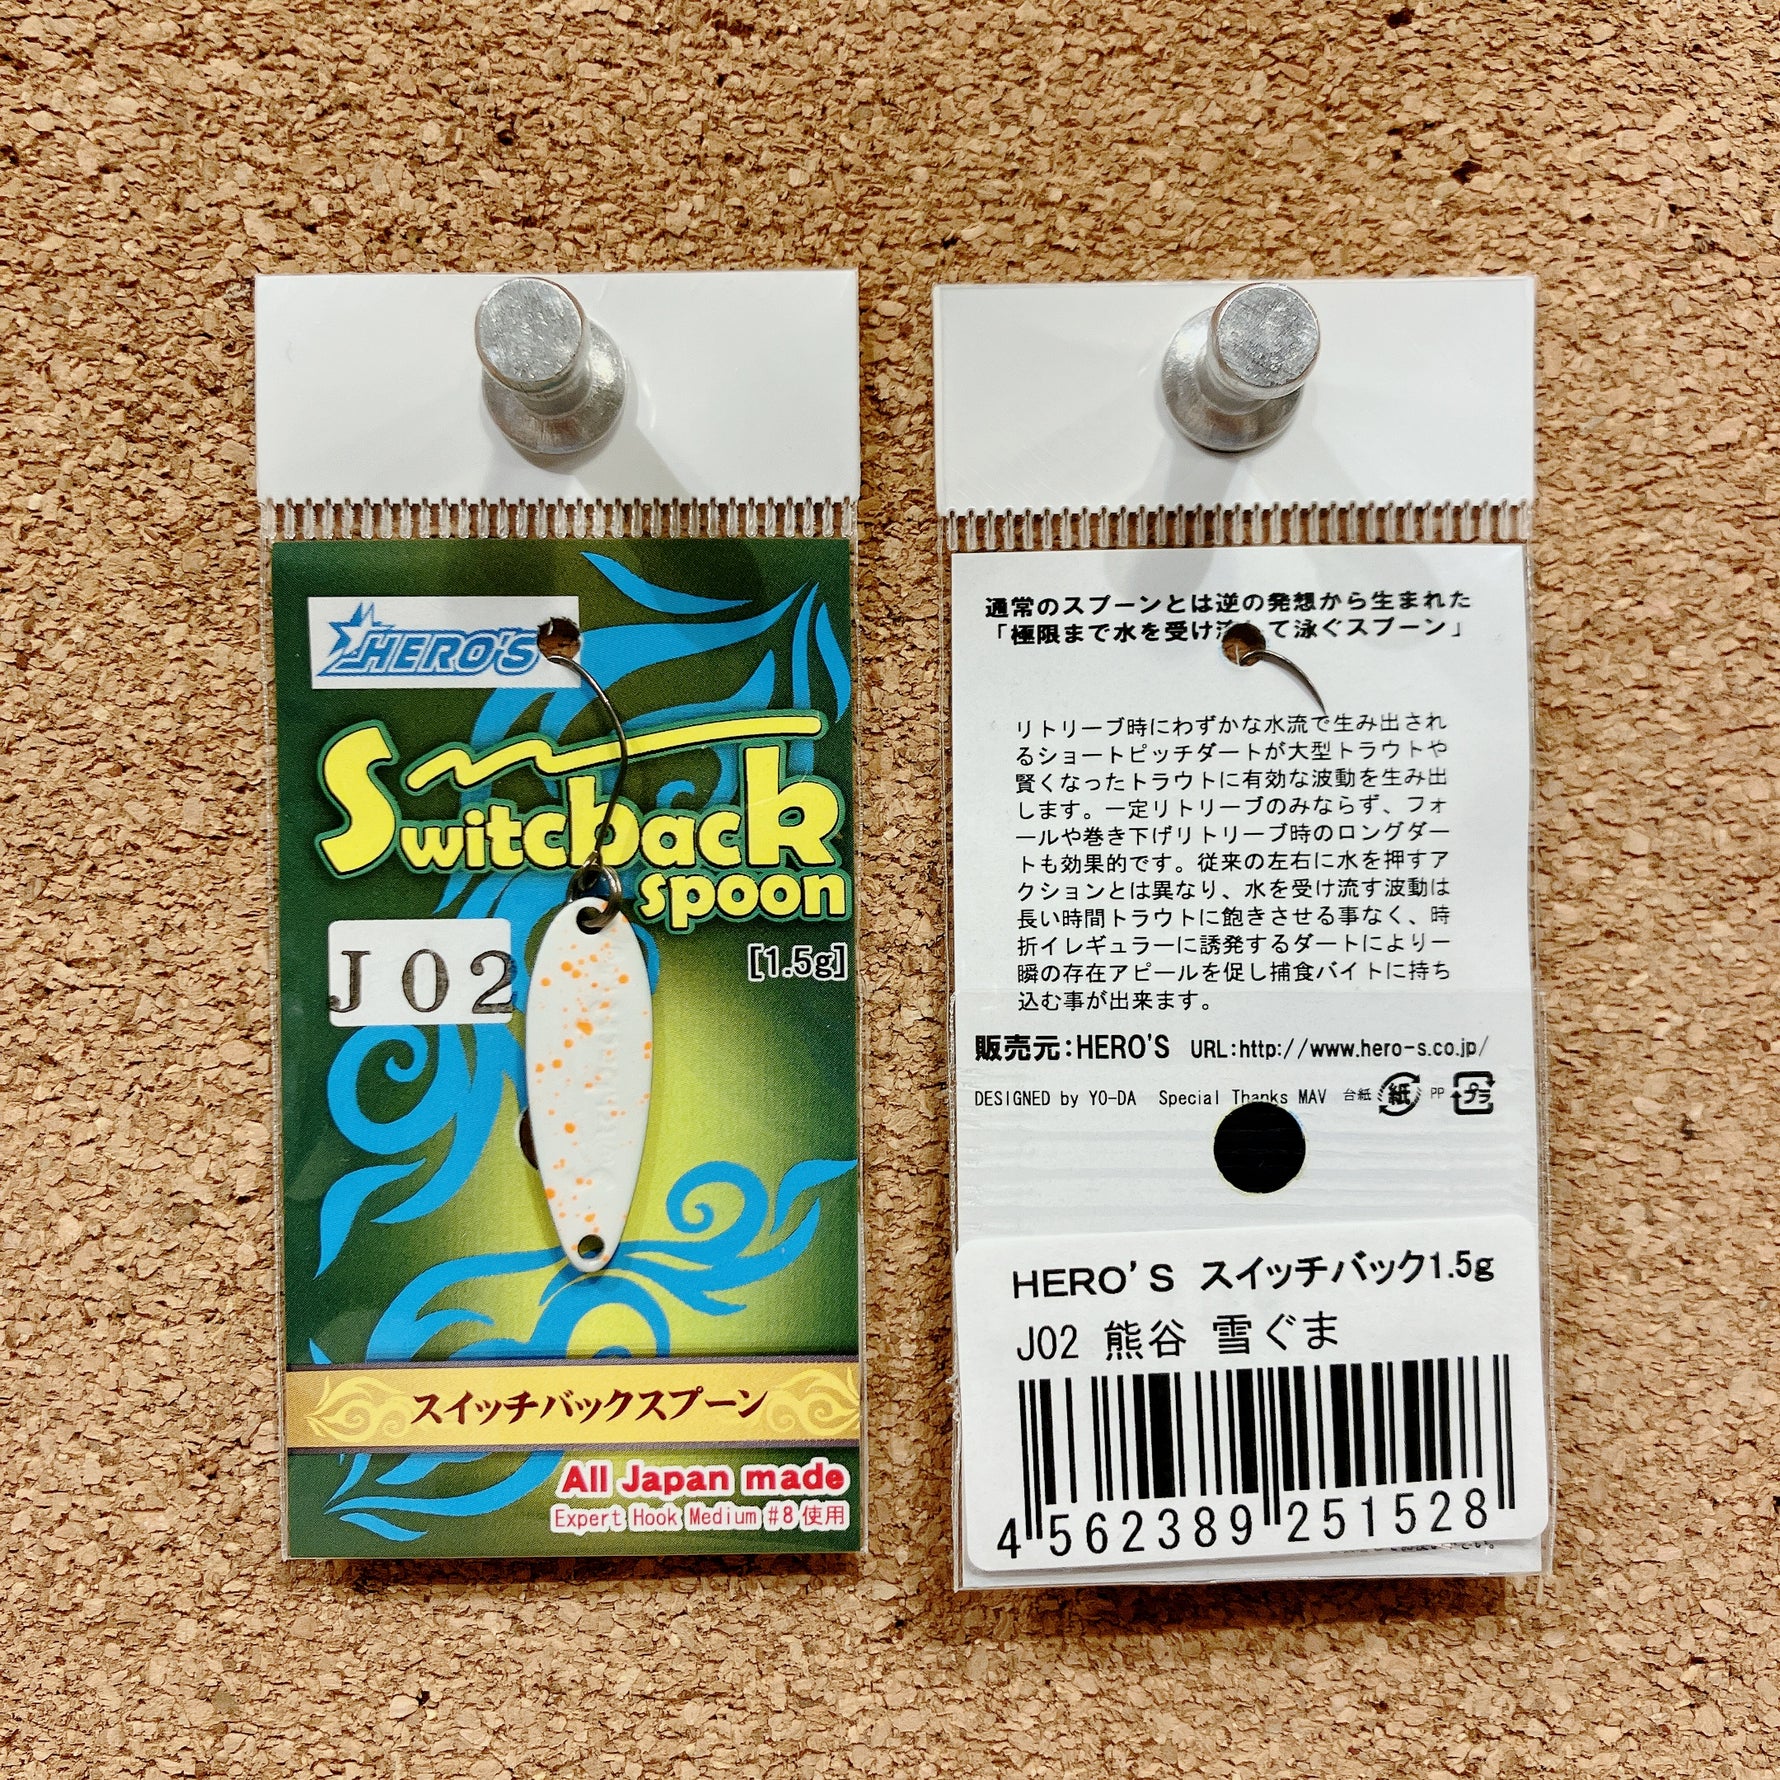 HERO'S
Switchback
spoon
[1.5g]
J02
スイッチバックスプーン
All Japan made
Expert Hook Medium #8 使用
通常のスプーンとは逆の発想から生まれた
「極限まで水を受け流して泳ぐスプーン」
リトリーブ時にわずかな水流で生み出され
るショートピッチダートが大型トラウトや
賢くなったトラウトに有効な波動を生み出
します。一定リトリーブのみならず、フォ
ールや巻き下げリトリーブ時のロングダー
トも効果的です。従来の左右に水を押すア
クションとは異なり、水を受け流す波動は
長い時間トラウトに飽きさせる事なく、時
折イレギュラーに誘発するダートにより一
瞬の存在アピールを促し捕食バイトに持ち
込む事が出来ます。
販売元:HERO'S URL:http://www.hero-s.co.jp/
DESIGNED by YO-DA Special Thanks MAV 台紙 紙 PP プラ
HERO'S スイッチバック1.5g
J02 熊谷 雪ぐま
4 562389 251528